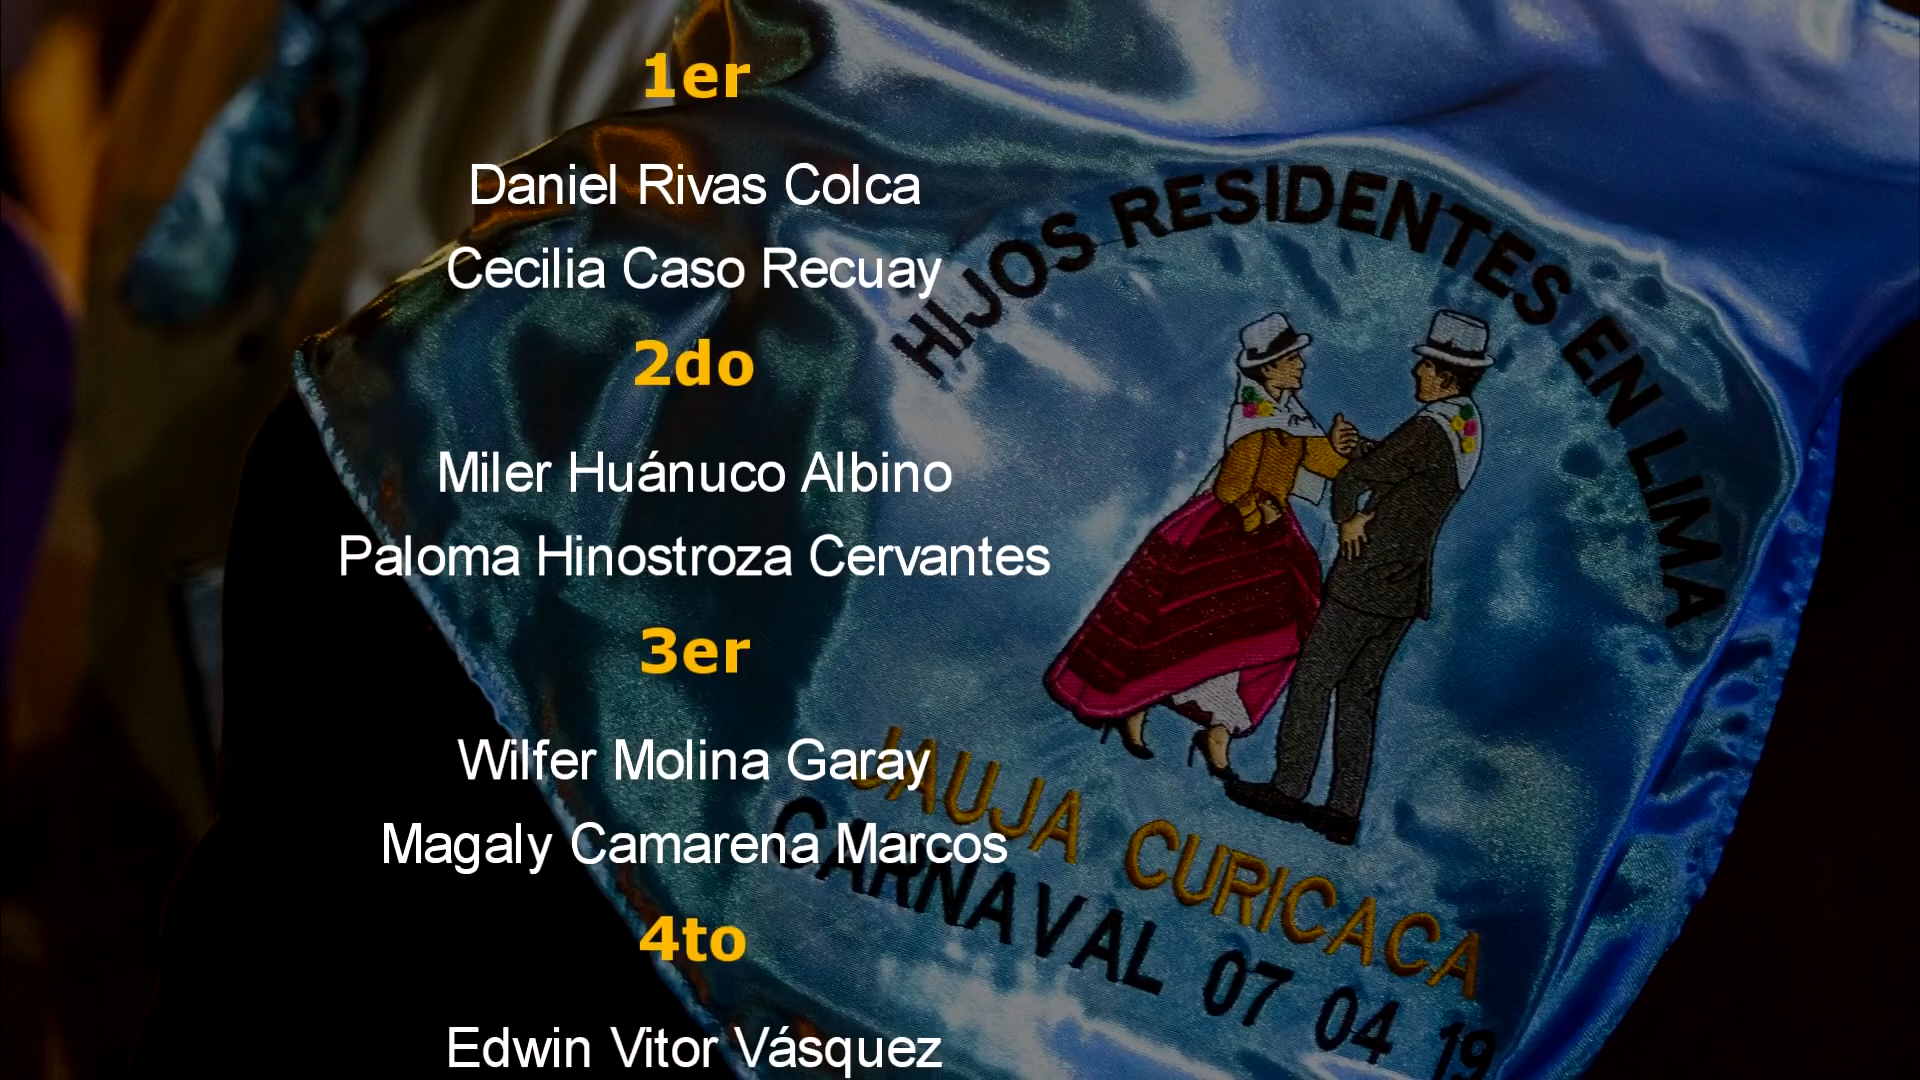 1er
Daniel Rivas Colca
Cecilia Caso Recuay
2do
Miler Huánuco Albino
Paloma Hinostroza Cervantes
3er
Wilfer Molina Garay
Magaly Camarena Marcos
4to
Edwin Vitor Vásquez
HIJOS RESIDENTES EN LIMA
JAUJA CURICACA
CARNAVAL 07 04 19